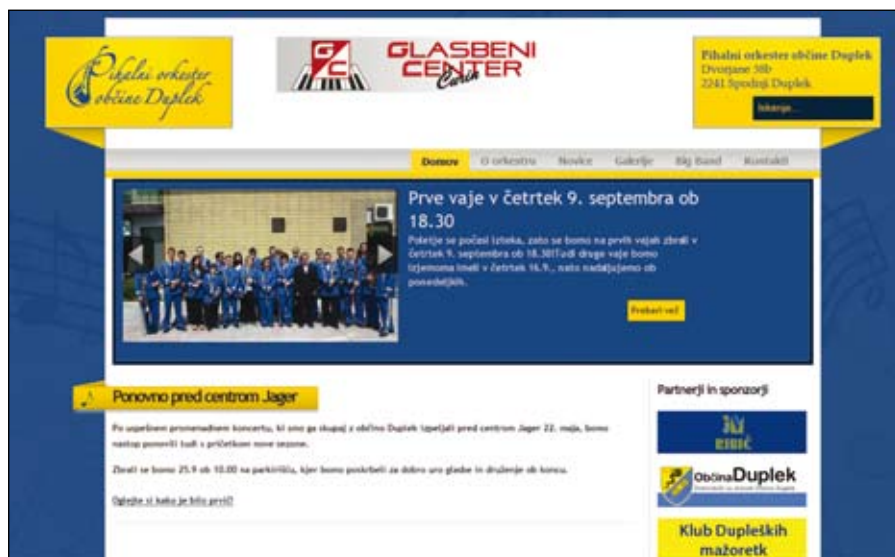 Pihalni orkester
občine Duplek
GLASBENI
CENTER
Curin
Pihalni orkester občine Duplek
Dvorjane 38b
2241 Spodnji Duplek
Iskanje...
Domov O orkestru Novice Galerije Big Band Kontakti
Prve vaje v četrtek 9. septembra ob
18.30
Poletje se počasi izteka, zato se bomo na prvih vajah zbrali v
četrtek 9. septembra ob 18.30!Tudi druge vaje bomo
izjemoma imeli v četrtek 16.9., nato nadaljujemo ob
ponedeljkih.
Preberi več
Ponovno pred centrom Jager
Po uspešnem promenadnem koncertu, ki smo ga skupaj z občino Duplek izpeljali pred centrom Jager 22. maja, bomo
nastop ponovili tudi s pričetkom nove sezone.
Zbrali se bomo 25.9 ob 10.00 na parkirišču, kjer bomo poskrbeli za dobro uro glasbe in druženje ob koncu.
Oglejte si kako je bilo prvič!
Partnerji in sponzorji
RIBIČ
ObčinaDuplek
Klub Dupleških
mažoretk